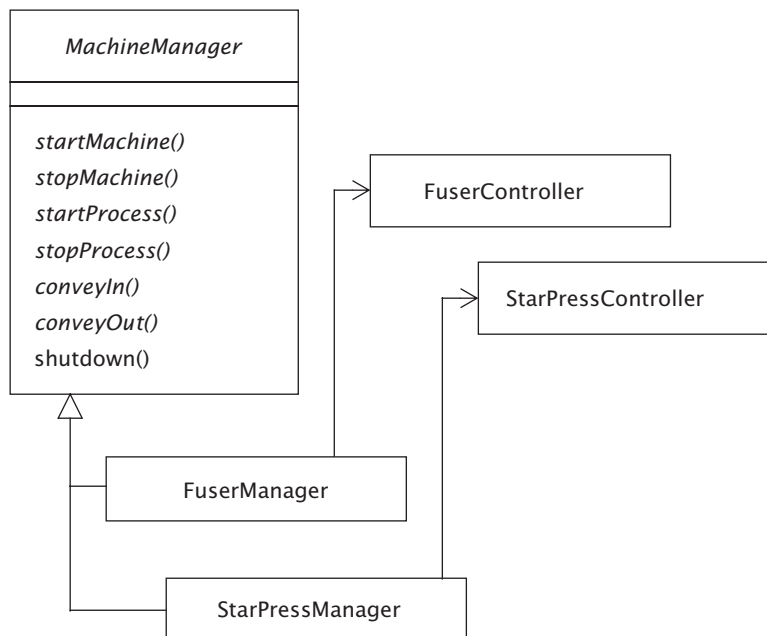 MachineManager
startMachine()
stopMachine()
startProcess()
stopProcess()
conveyIn()
conveyOut()
shutdown()
FuserController
StarPressController
FuserManager
StarPressManager